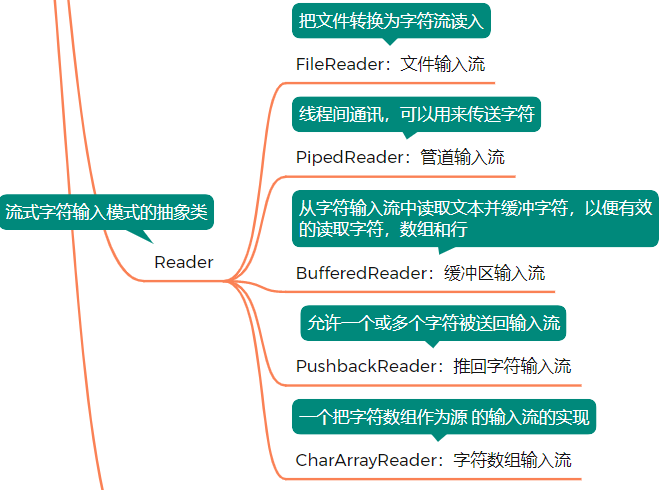 把文件转换为字符流读入
FileReader：文件输入流
线程间通讯，可以用来传送字符
PipedReader：管道输入流
流式字符输入模式的抽象类
Reader
从字符输入流中读取文本并缓冲字符，以便有效
的读取字符，数组和行
BufferedReader：缓冲区输入流
允许一个或多个字符被送回输入流
PushbackReader：推回字符输入流
一个把字符数组作为源 的输入流的实现
CharArrayReader：字符数组输入流